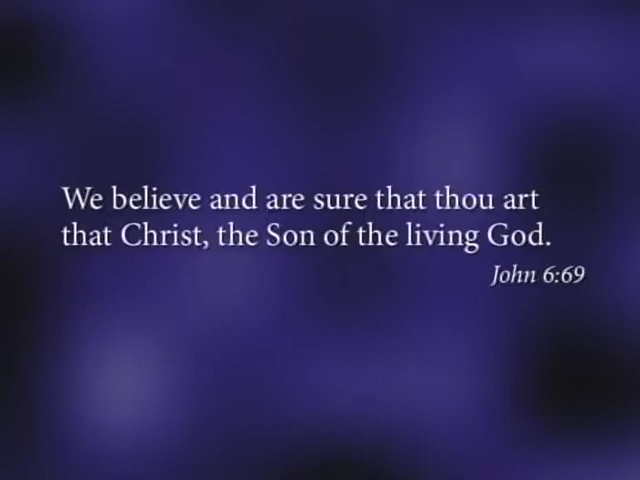 We believe and are sure that thou art
that Christ, the Son of the living God.
John 6:69